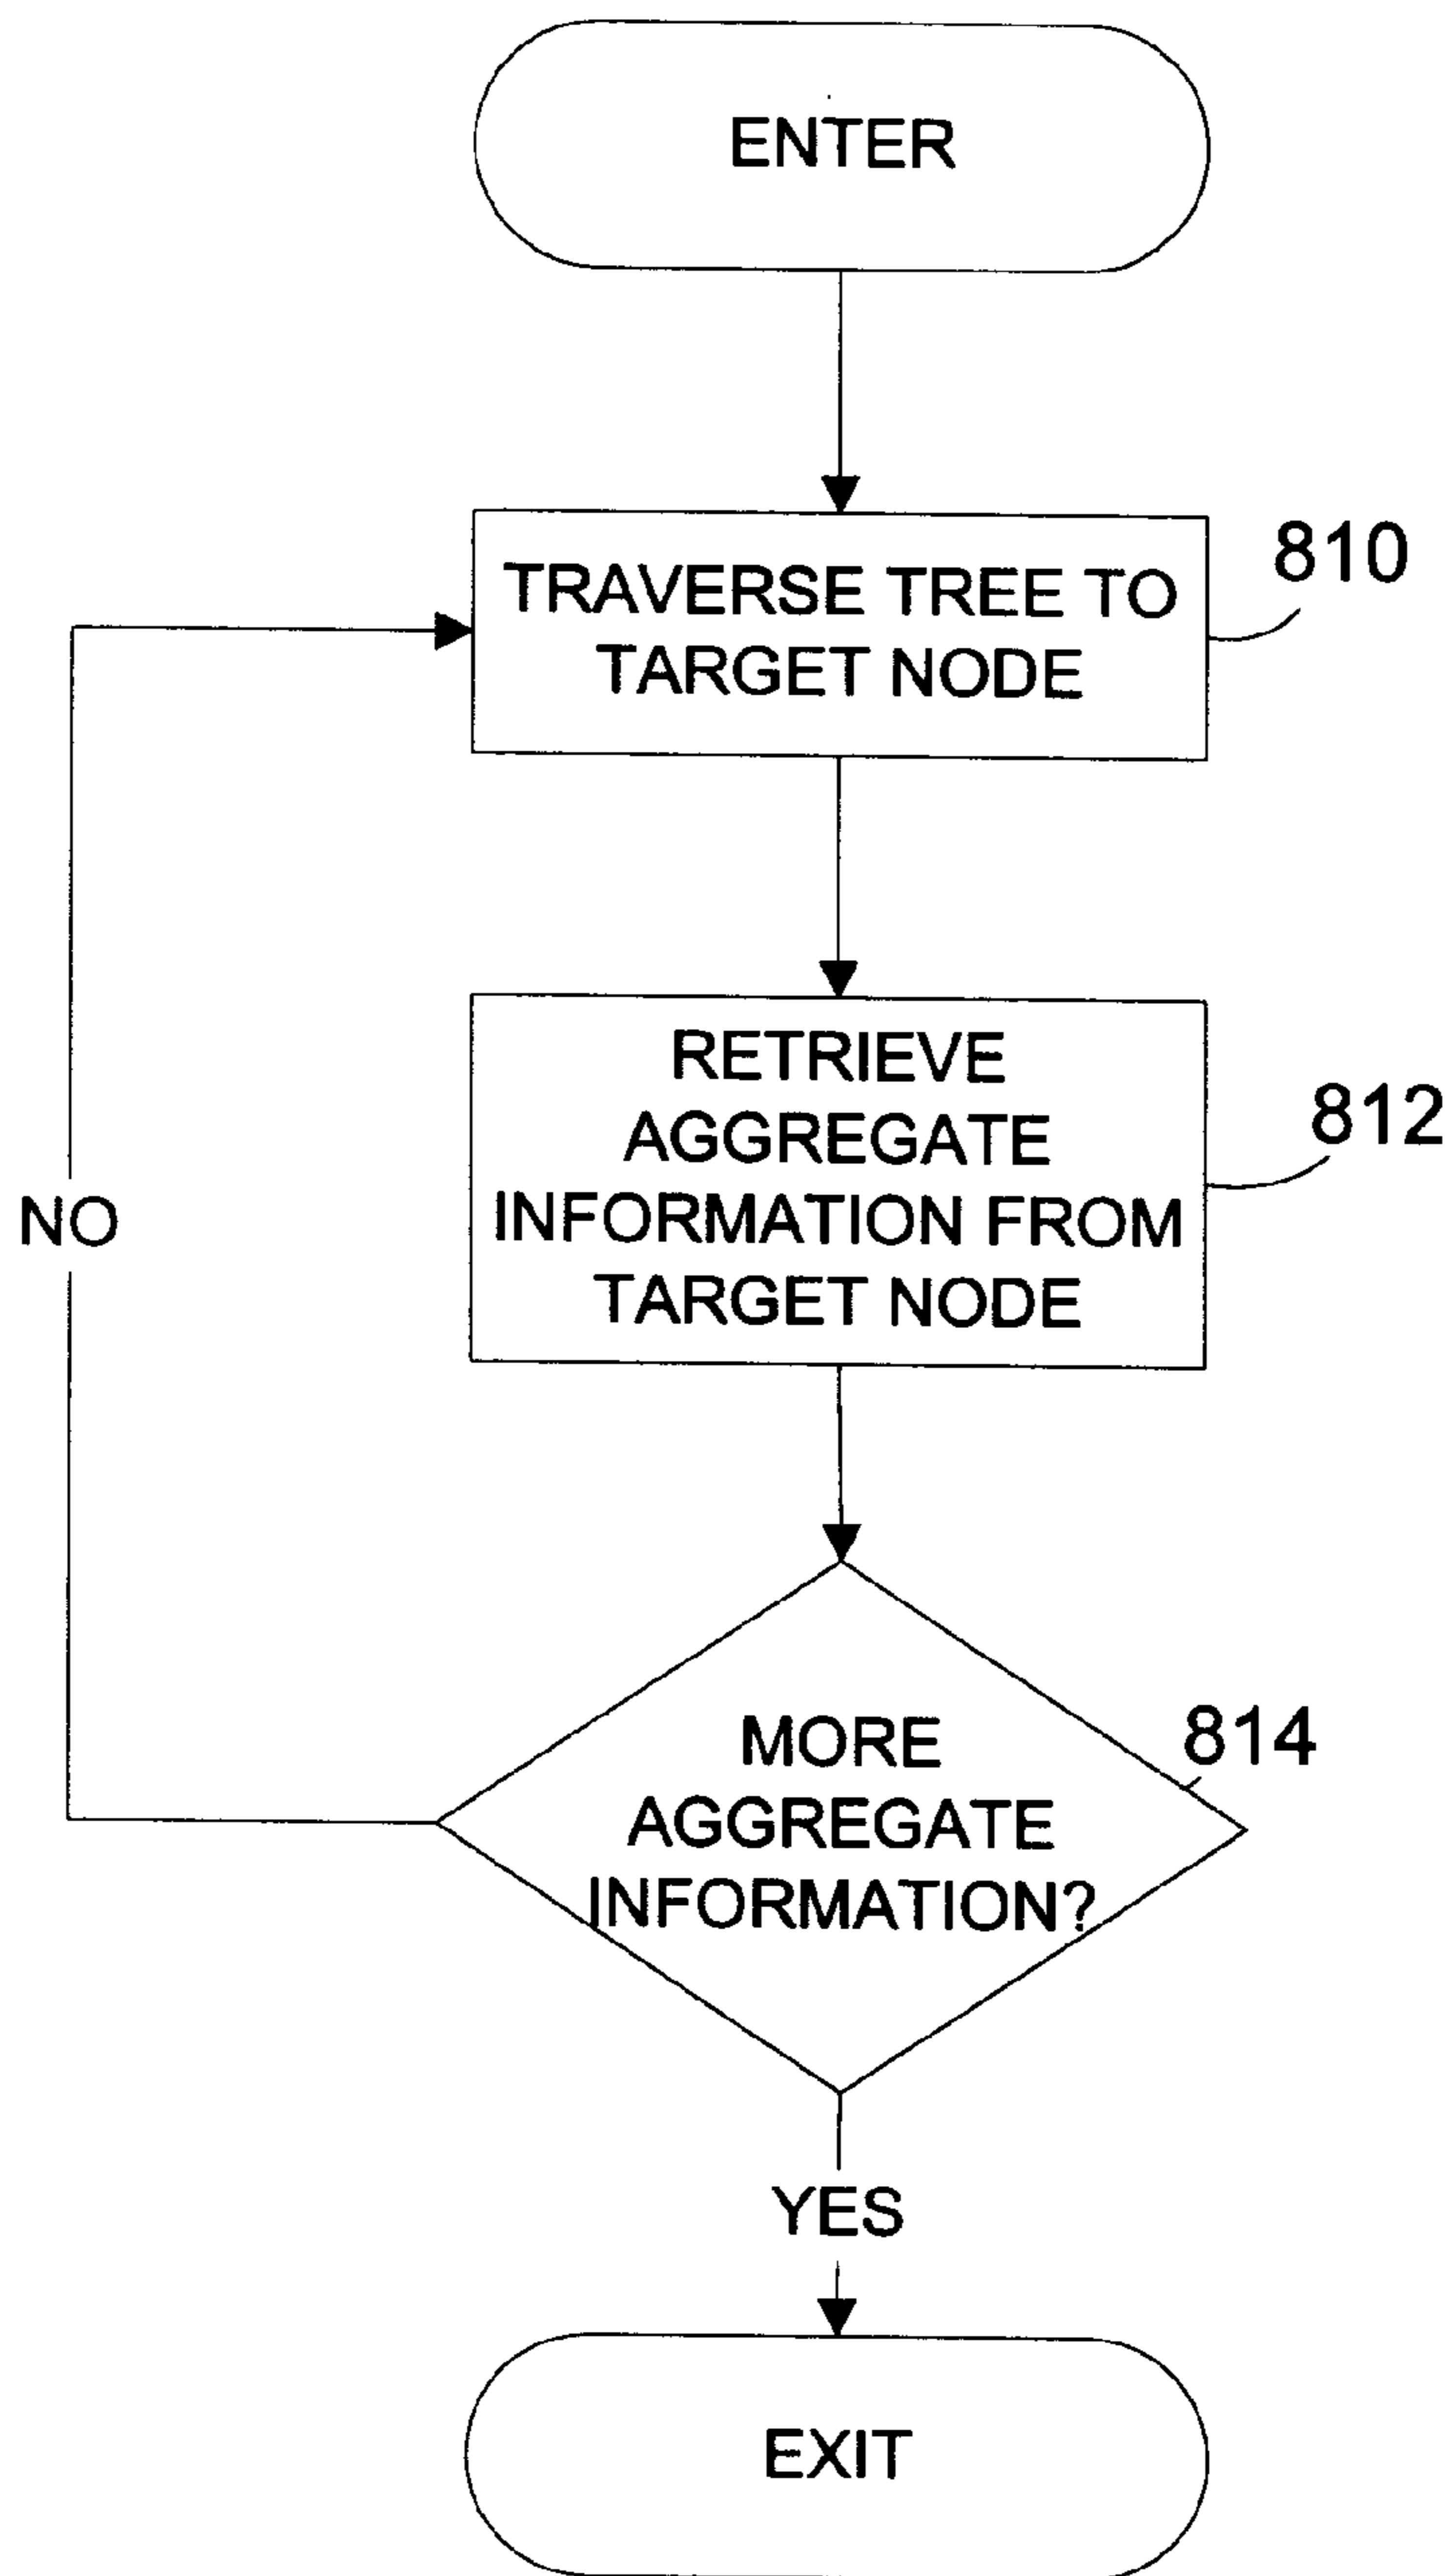 ENTER
TRAVERSE TREE TO
TARGET NODE
810
RETRIEVE
AGGREGATE
INFORMATION FROM
TARGET NODE
812
NO
MORE
AGGREGATE
INFORMATION?
814
YES
EXIT